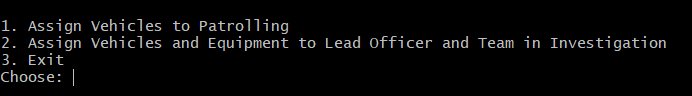 1. Assign Vehicles to Patrolling
2. Assign Vehicles and Equipment to Lead Officer and Team in Investigation
3. Exit
Choose: